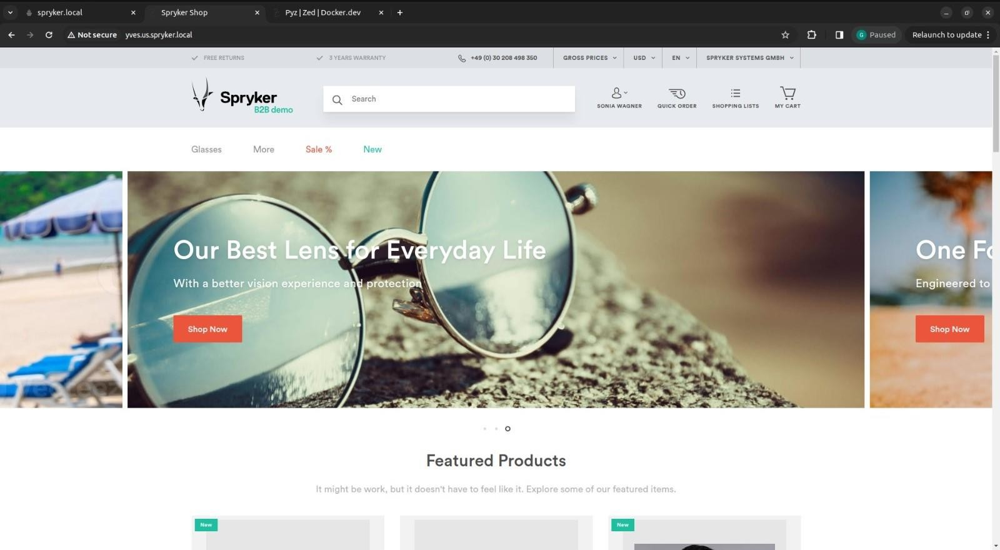 spryker.local
Spryker Shop
Pyz | Zed | Docker.dev
Not secure
yves.us.spryker.local
G
Paused
Relaunch to update
FREE RETURNS
3 YEARS WARRANTY
+49 (0) 30 208 498 350
GROSS PRICES
USD
EN
SPRYKER SYSTEMS GMBH
Spryker
B2B demo
Search
SONIA WAGNER
QUICK ORDER
SHOPPING LISTS
MY CART
Glasses
More
Sale %
New
Our Best Lens for Everyday Life
With a better vision experience and protection
Shop Now
One Fo
Engineered to
Shop Now
Featured Products
It might be work, but it doesn't have to feel like it. Explore some of our featured items.
New
New